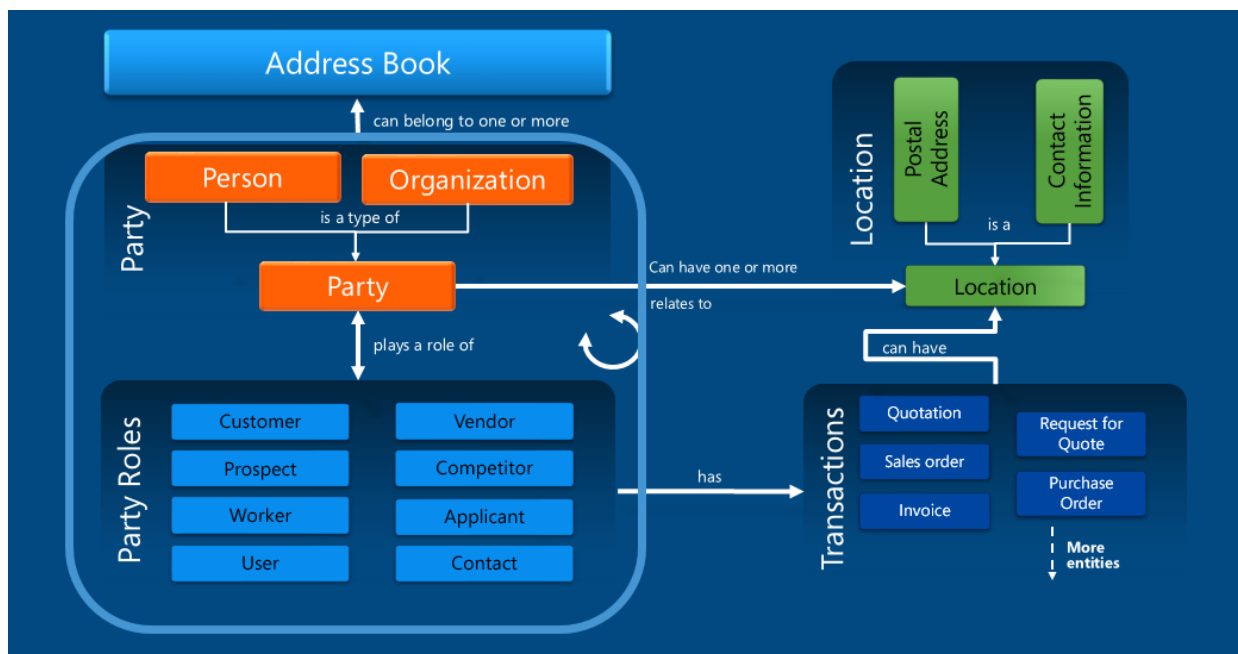 Address Book
can belong to one or more
Party
Person
Organization
is a type of
Party
plays a role of
Can have one or more
relates to
Location
Postal
Address
Contact
Information
is a
Location
can have
Party Roles
Customer
Vendor
Prospect
Competitor
Worker
Applicant
User
Contact
has
Transactions
Quotation
Request for
Quote
Sales order
Purchase
Order
Invoice
More
entities